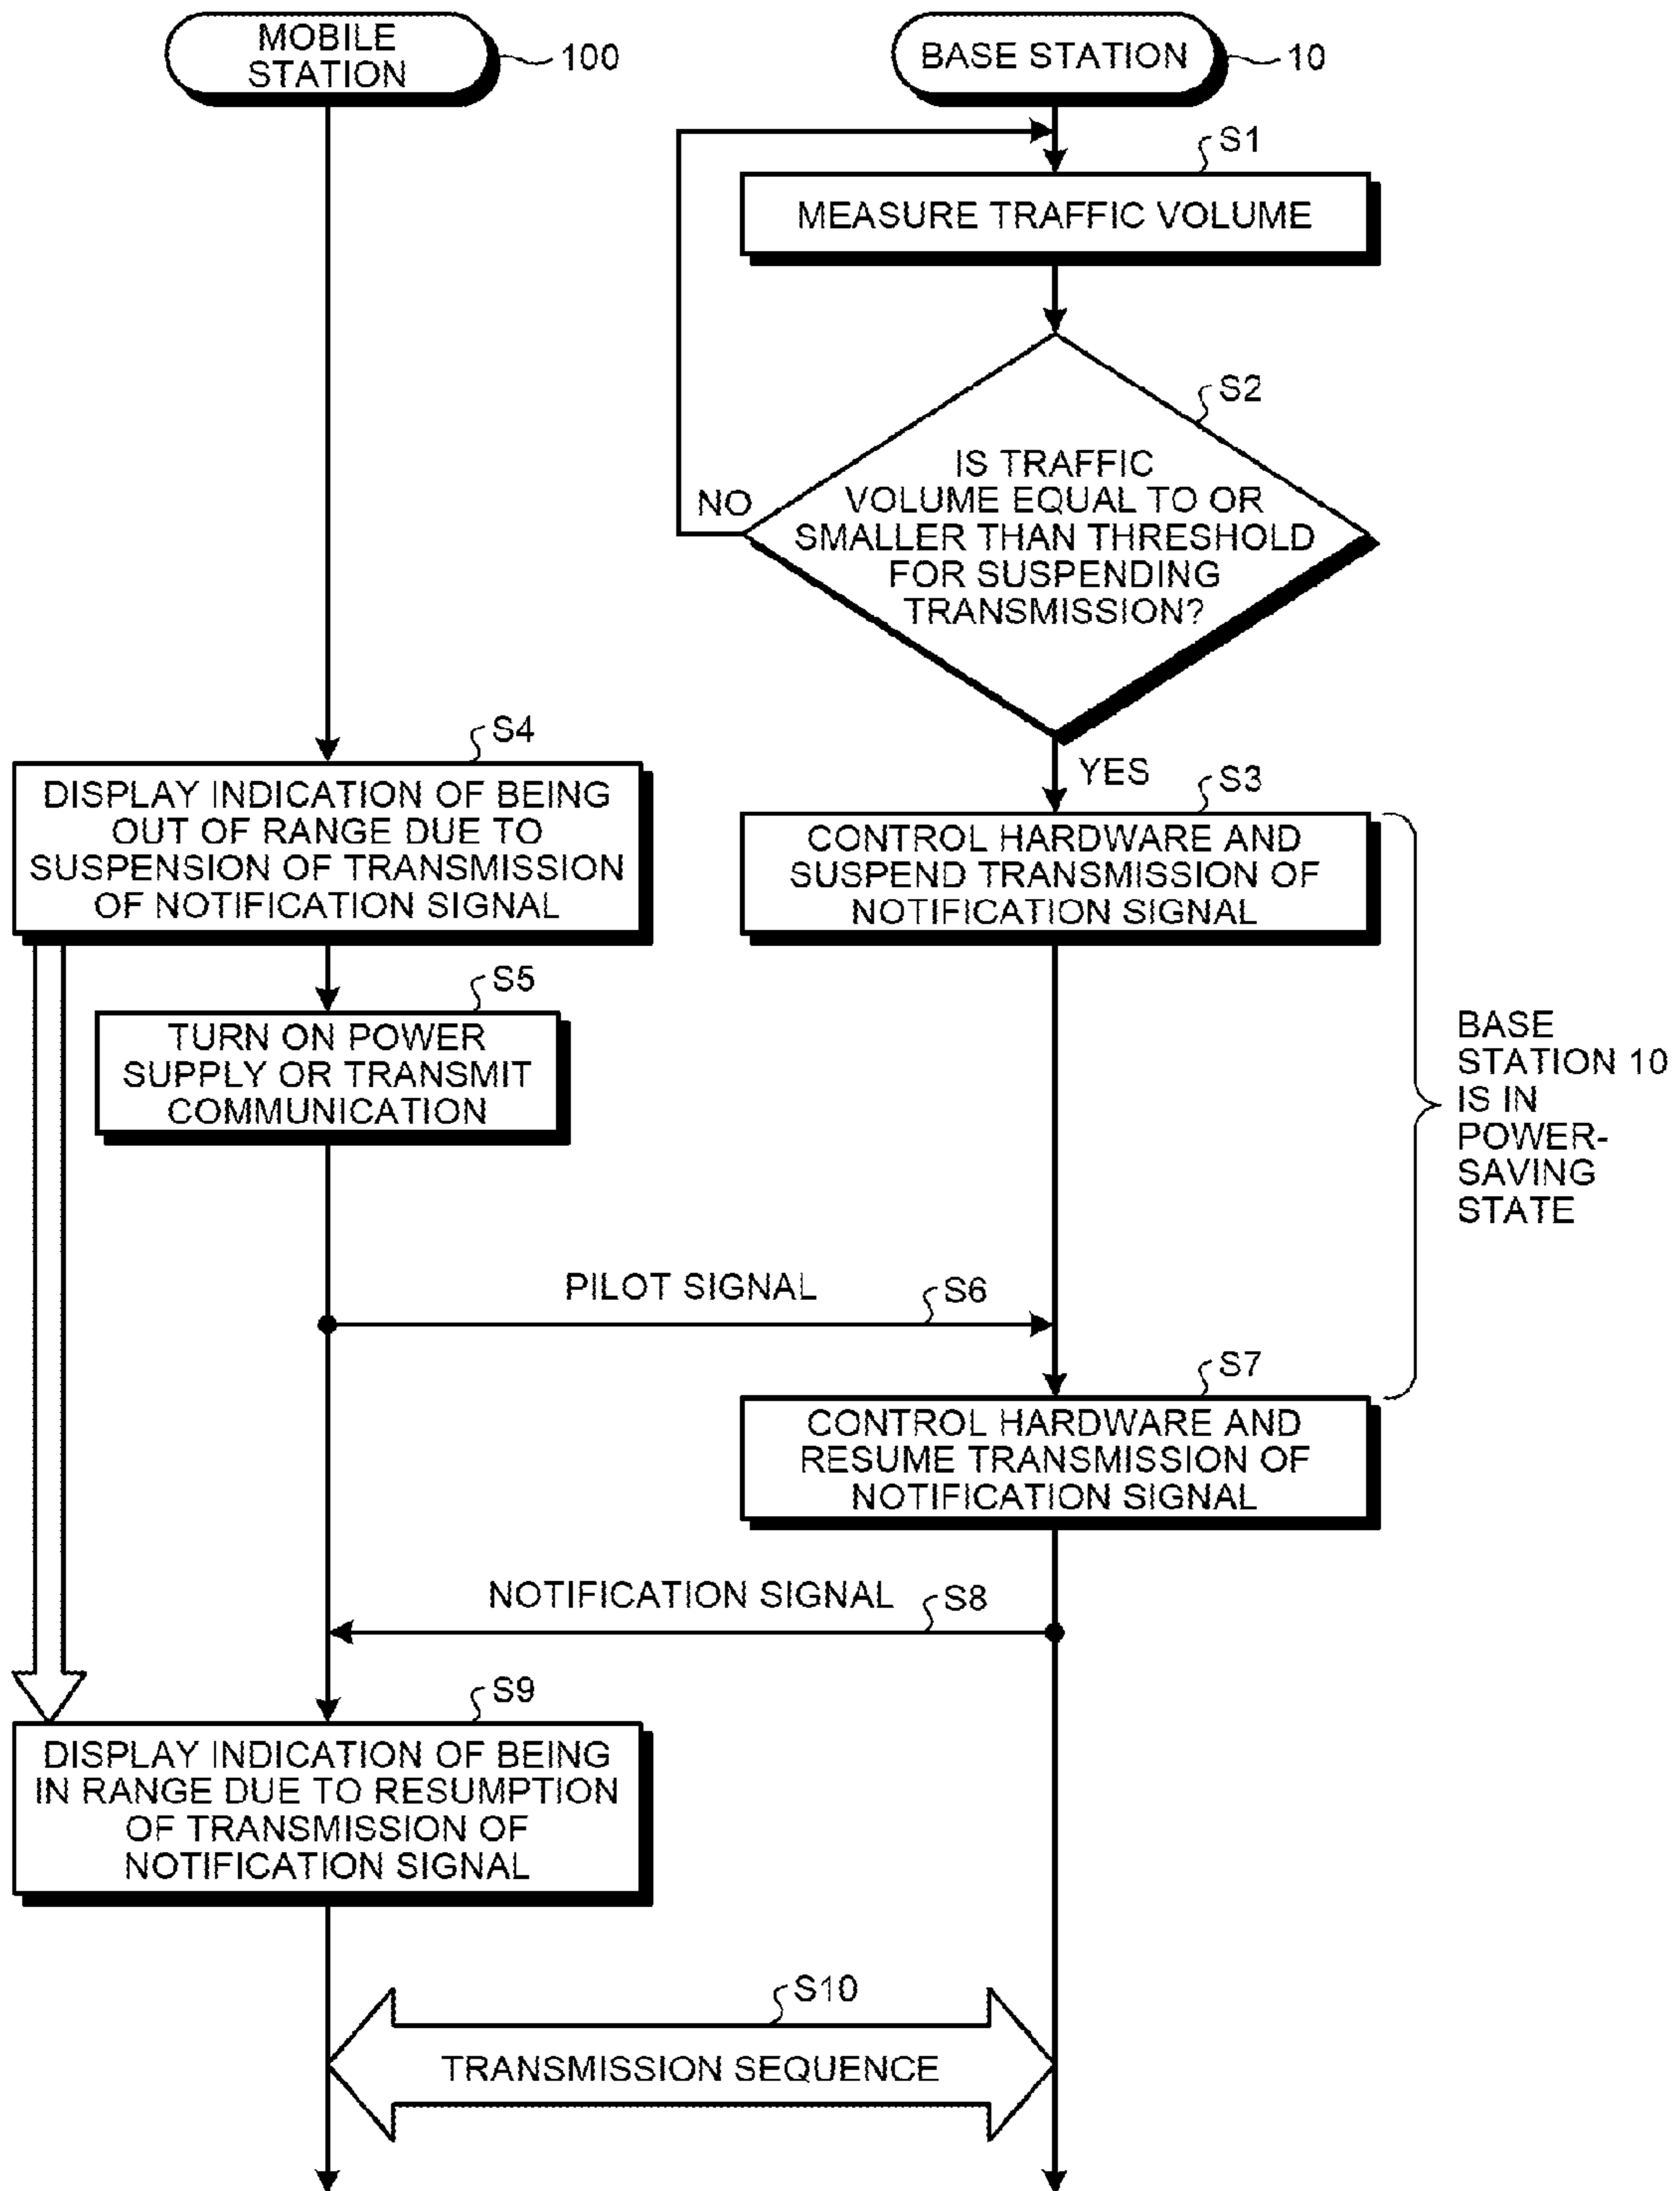 MOBILE
STATION
100
BASE STATION
10
S1
MEASURE TRAFFIC VOLUME
S2
IS TRAFFIC
VOLUME EQUAL TO OR
SMALLER THAN THRESHOLD
FOR SUSPENDING
TRANSMISSION?
NO
YES
S4
DISPLAY INDICATION OF BEING
OUT OF RANGE DUE TO
SUSPENSION OF TRANSMISSION
OF NOTIFICATION SIGNAL
S3
CONTROL HARDWARE AND
SUSPEND TRANSMISSION OF
NOTIFICATION SIGNAL
S5
TURN ON POWER
SUPPLY OR TRANSMIT
COMMUNICATION
BASE
STATION 10
IS IN
POWER-
SAVING
STATE
PILOT SIGNAL
S6
S7
CONTROL HARDWARE AND
RESUME TRANSMISSION OF
NOTIFICATION SIGNAL
NOTIFICATION SIGNAL
S8
S9
DISPLAY INDICATION OF BEING
IN RANGE DUE TO RESUMPTION
OF TRANSMISSION OF
NOTIFICATION SIGNAL
S10
TRANSMISSION SEQUENCE